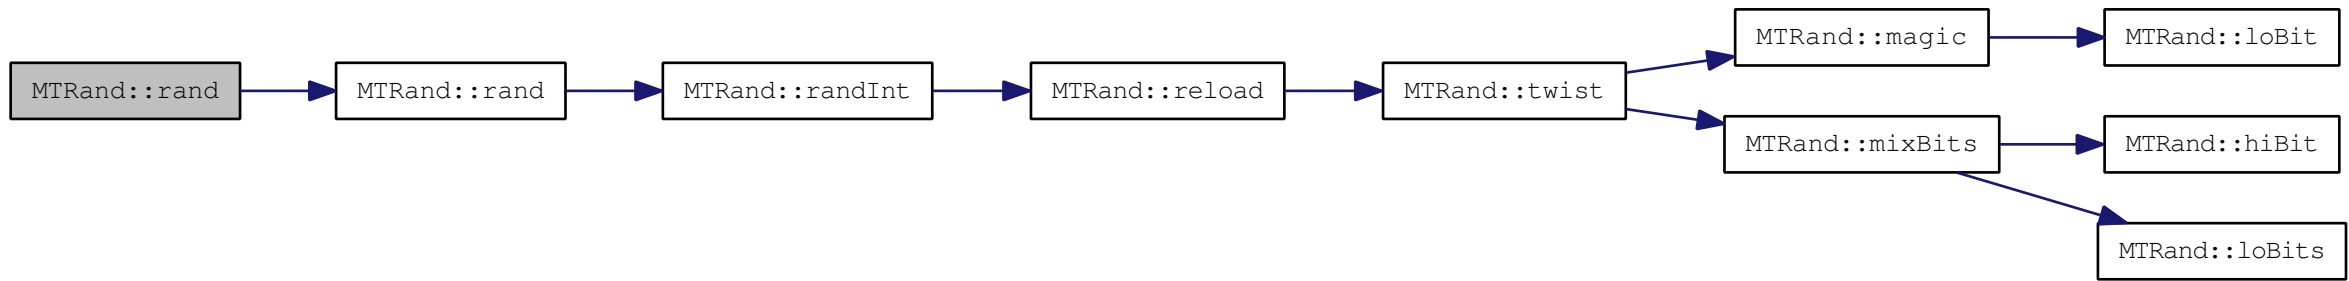 MTRand::rand
MTRand::rand
MTRand::randInt
MTRand::reload
MTRand::twist
MTRand::magic
MTRand::loBit
MTRand::mixBits
MTRand::hiBit
MTRand::loBits